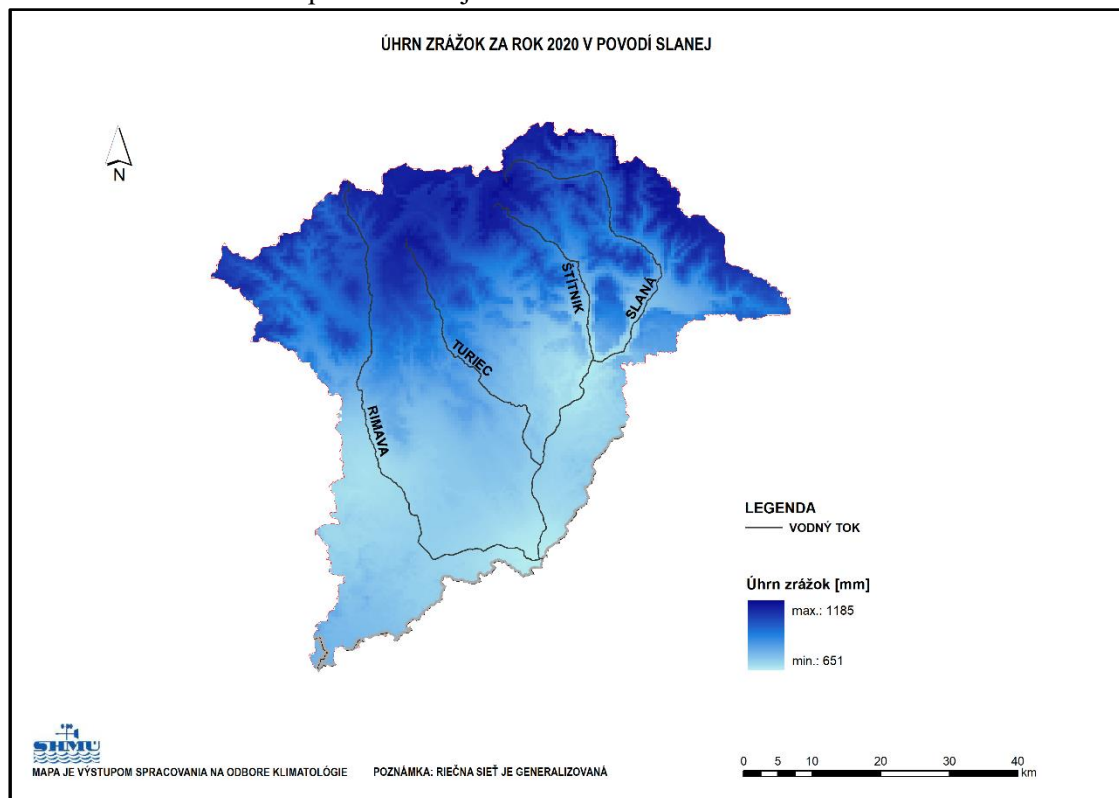 ÚHRN ZRÁŽOK ZA ROK 2020 V POVODÍ SLANEJ
N
ŠTÍTNIK
SLANÁ
TURIEC
RIMAVA
LEGENDA
VODNÝ TOK
Úhrn zrážok [mm]
max.: 1185
min.: 651
SHMÚ
MAPA JE VÝSTUPOM SPRACOVANIA NA ODBORE KLIMATOLÓGIE
POZNÁMKA: RIEČNA SIEŤ JE GENERALIZOVANÁ
0 5 10 20 30 40
km